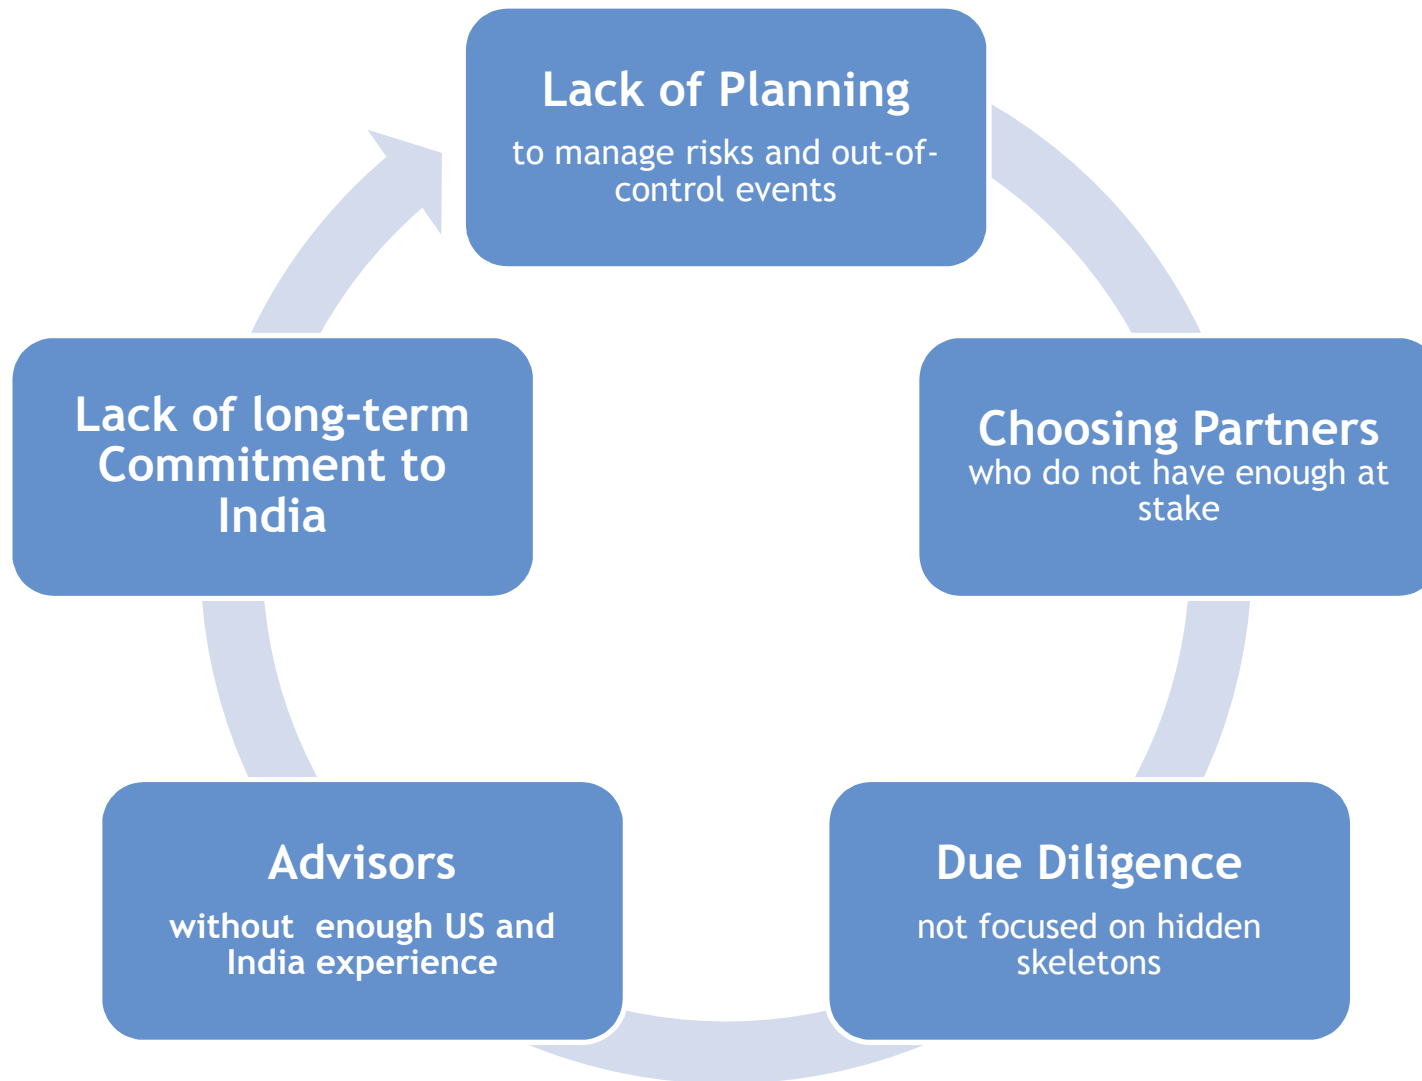 Lack of Planning
to manage risks and out-of-
control events
Choosing Partners
who do not have enough at
stake
Due Diligence
not focused on hidden
skeletons
Advisors
without  enough US and
India experience
Lack of long-term
Commitment to
India